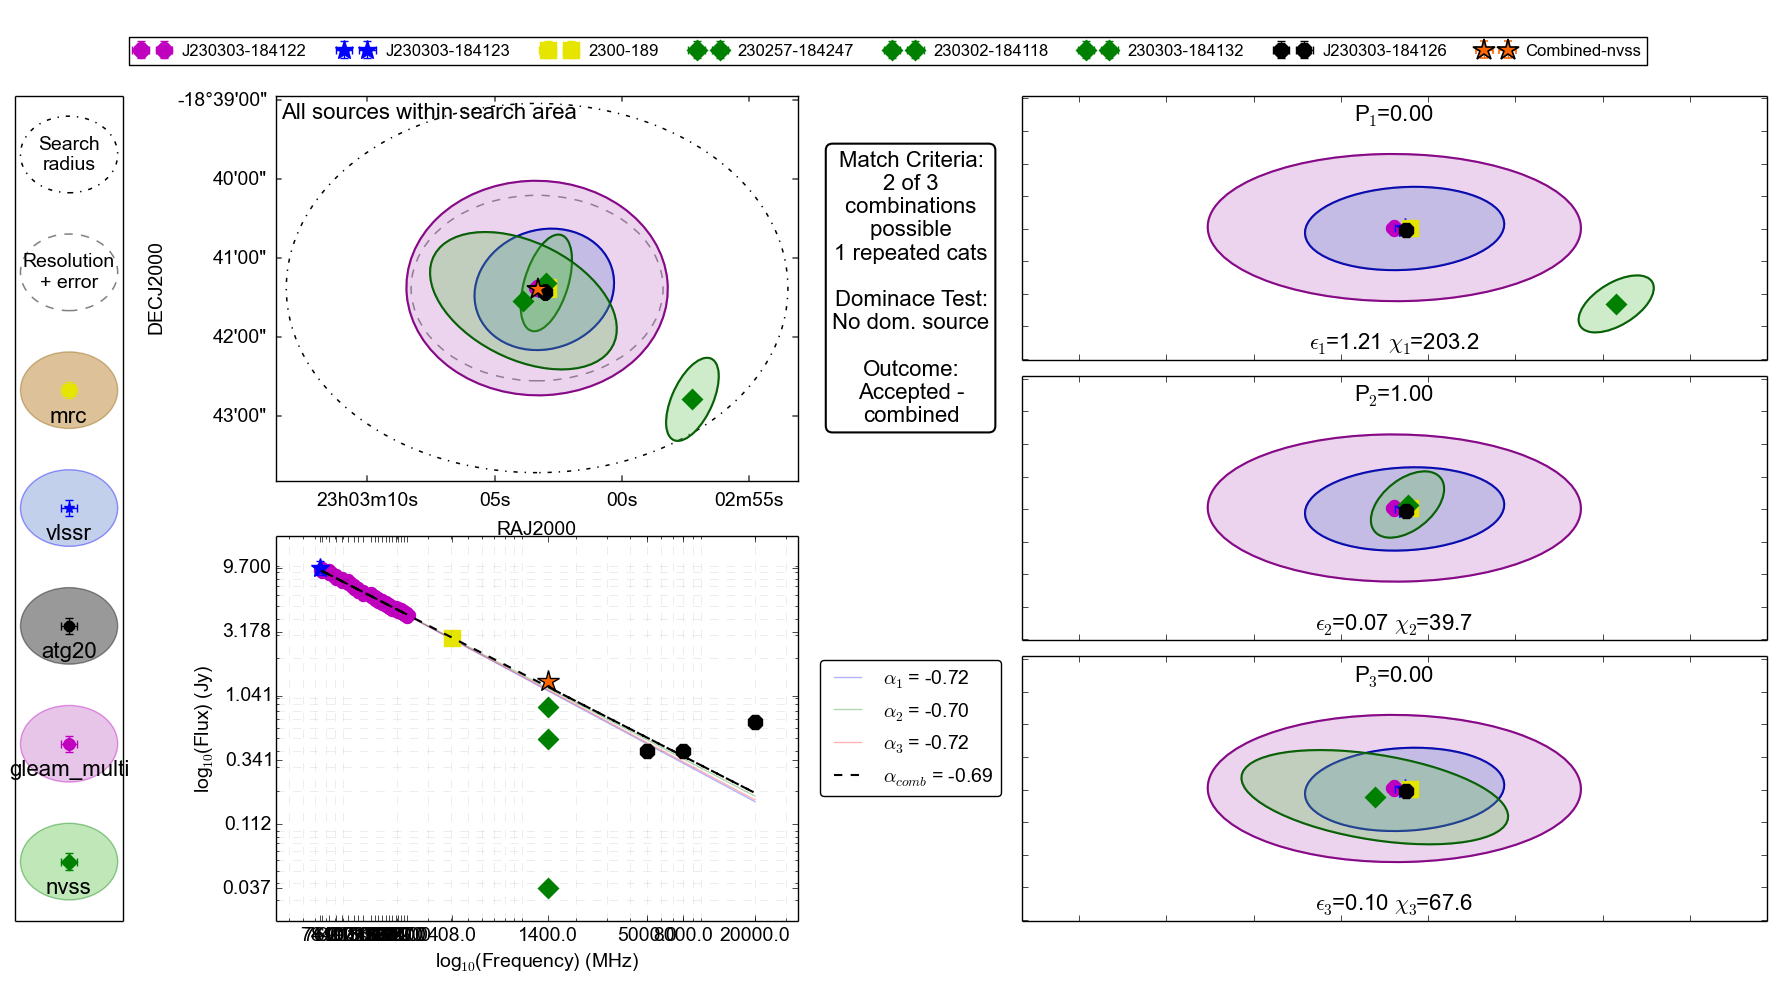 J230303-184122 J230303-184123 2300-189 230257-184247 230302-184118 230303-184132 J230303-184126 Combined-nvss
Search
radius
Resolution
+ error
mrc
vlssr
atg20
gleam_multi
nvss
All sources within search area
-18°39'00"
40'00"
41'00"
42'00"
43'00"
DECJ2000
23h03m10s 05s 00s 02m55s
RAJ2000
Match Criteria:
2 of 3
combinations
possible
1 repeated cats
Dominace Test:
No dom. source
Outcome:
Accepted -
combined
P1=0.00
ϵ1=1.21 χ1=203.2
P2=1.00
ϵ2=0.07 χ2=39.7
P3=0.00
ϵ3=0.10 χ3=67.6
9.700
3.178
1.041
0.341
0.112
0.037
log10(Flux) (Jy)
408.0 1400.0 5000.0 8000.0 20000.0
log10(Frequency) (MHz)
α1 = -0.72
α2 = -0.70
α3 = -0.72
αcomb = -0.69